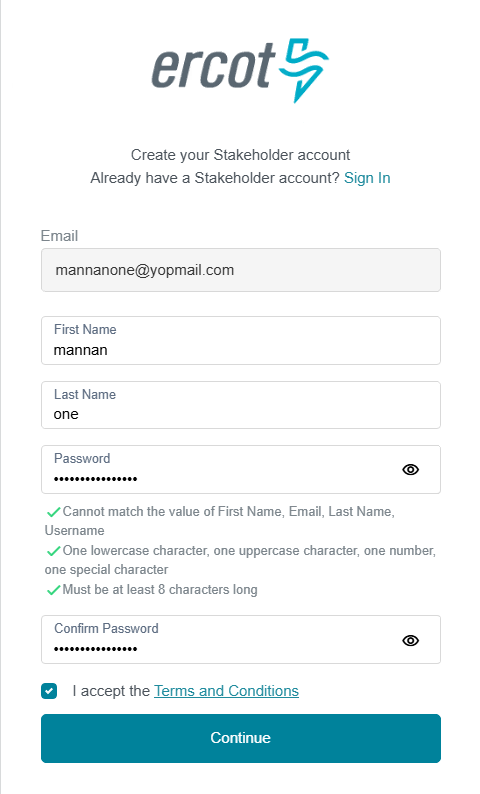 ercot
Create your Stakeholder account
Already have a Stakeholder account? Sign In
Email
mannanone@yopmail.com
First Name
mannan
Last Name
one
Password
••••••••••••••••
Cannot match the value of First Name, Email, Last Name,
Username
One lowercase character, one uppercase character, one number,
one special character
Must be at least 8 characters long
Confirm Password
••••••••••••••••
I accept the Terms and Conditions
Continue